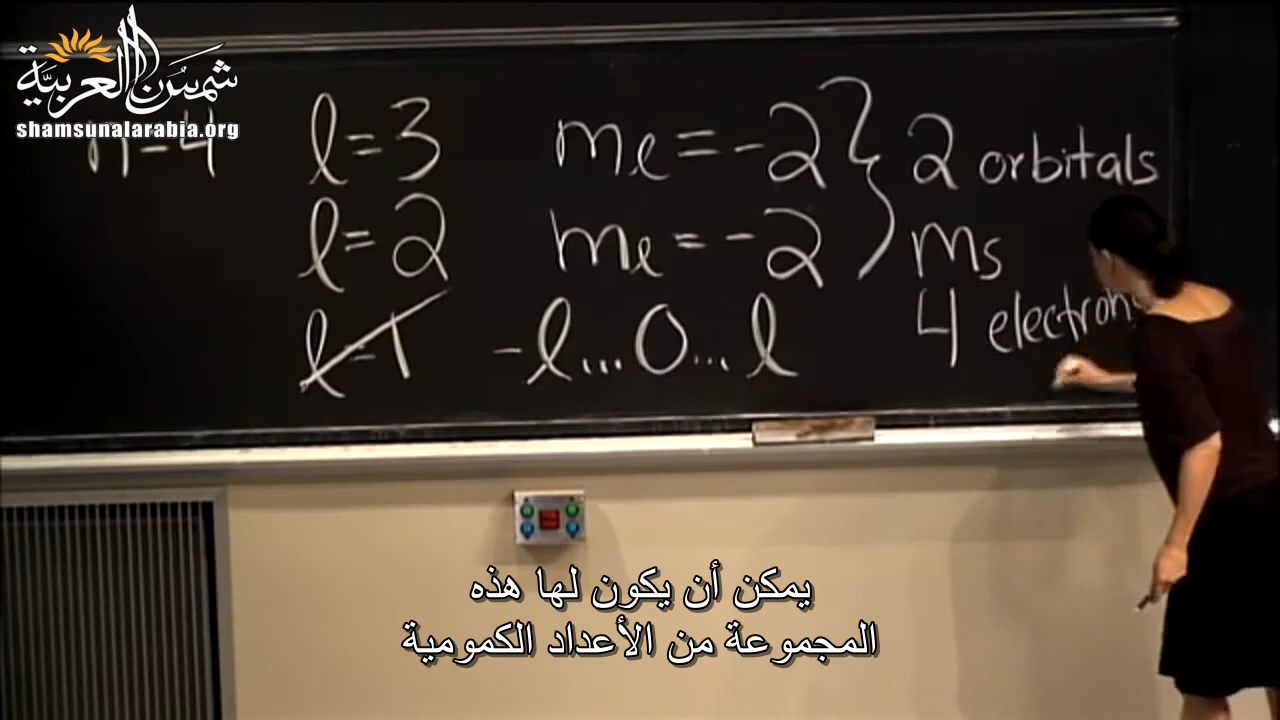 شمسُ العربيّة
shamsunalarabia.org
n=4 l=3 ml=-2 } 2 orbitals
l=2 ml=-2 ms
l=1 -l...0...l 4 electrons
يمكن أن يكون لها هذه
المجموعة من الأعداد الكمومية